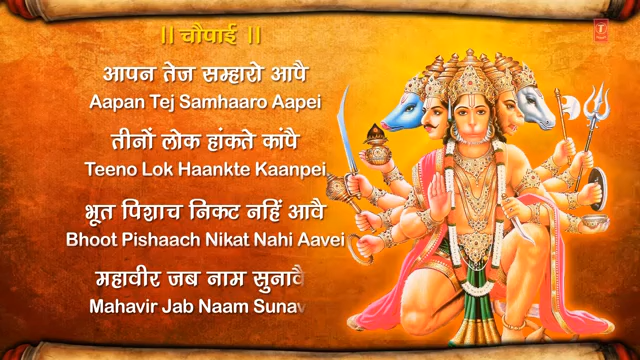 ॥ चौपाई ॥
आपन तेज सम्हारो आपै
Aapan Tej Samhaaro Aapei
तीनों लोक हांकते कांपै
Teeno Lok Haankte Kaanpei
भूत पिशाच निकट नहिं आवै
Bhoot Pishaach Nikat Nahi Aavei
महावीर जब नाम सुनावै
Mahavir Jab Naam Sunav